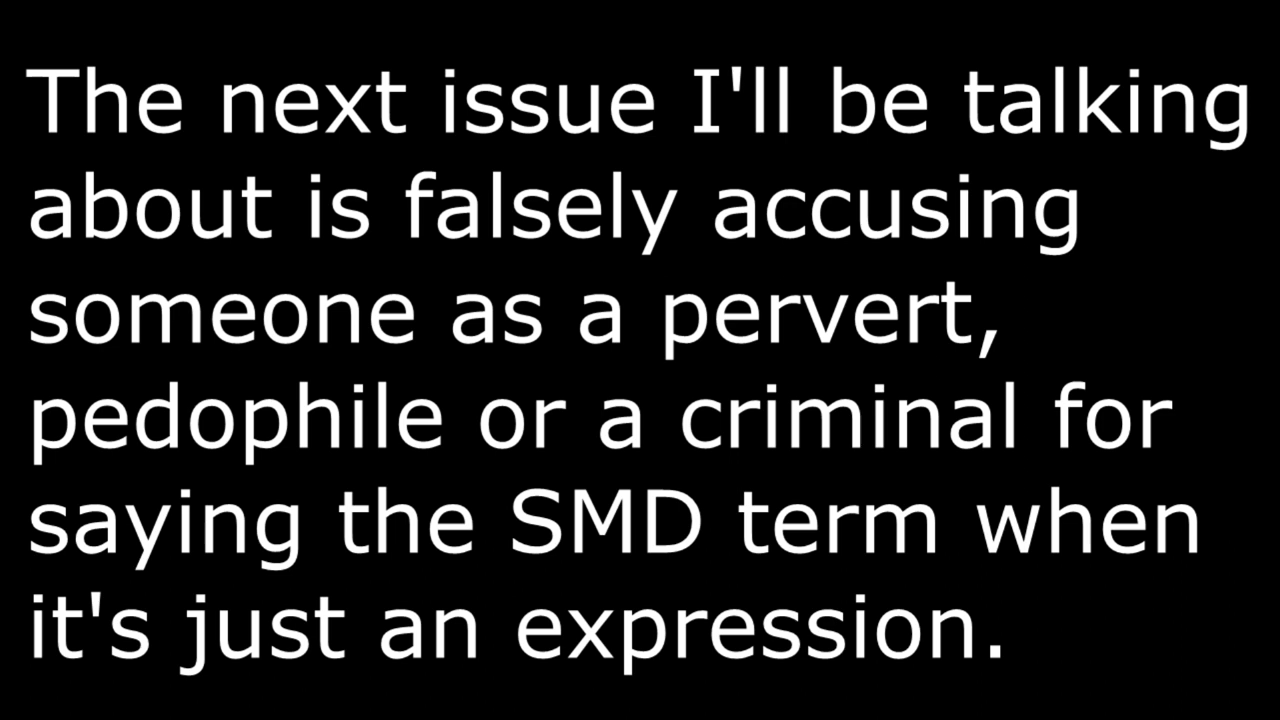 The next issue I'll be talking
about is falsely accusing
someone as a pervert,
pedophile or a criminal for
saying the SMD term when
it's just an expression.